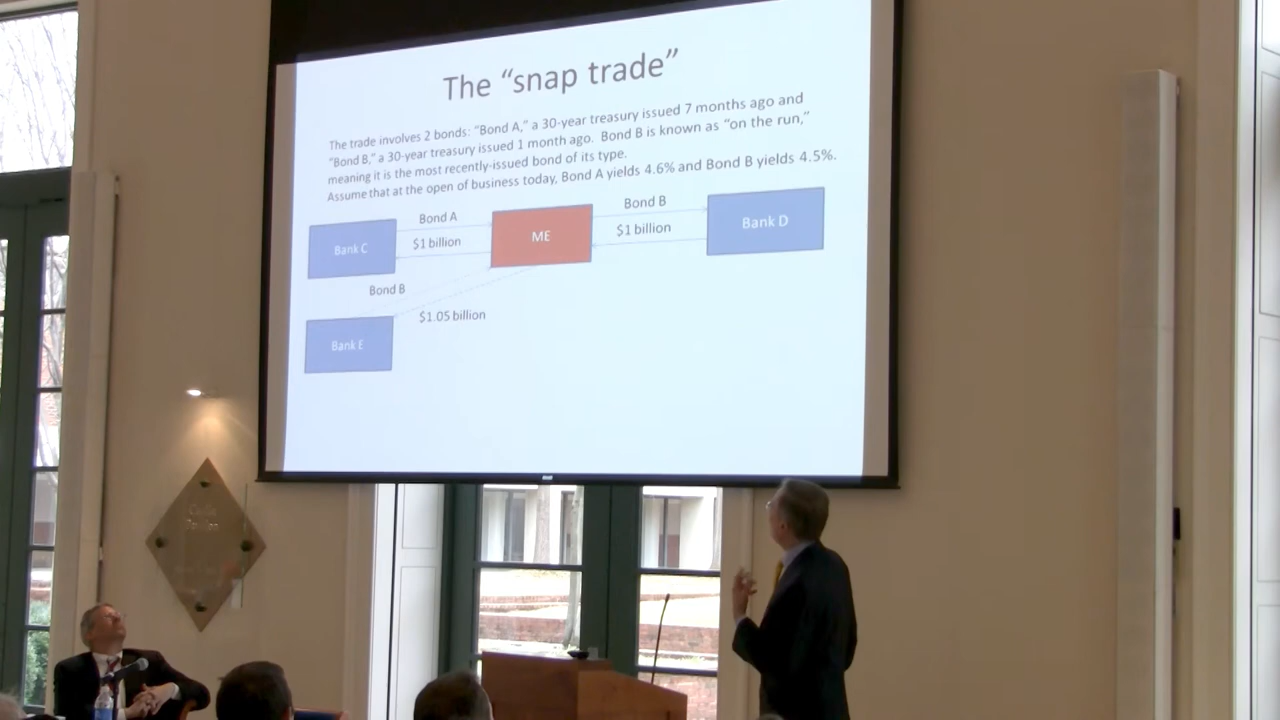 The “snap trade”
The trade involves 2 bonds: “Bond A,” a 30-year treasury issued 7 months ago and
“Bond B,” a 30-year treasury issued 1 month ago. Bond B is known as “on the run,”
meaning it is the most recently-issued bond of its type.
Assume that at the open of business today, Bond A yields 4.6% and Bond B yields 4.5%.
Bond A
Bond B
Bank C
$1 billion
ME
$1 billion
Bank D
Bond B
$1.05 billion
Bank E
Pavilion